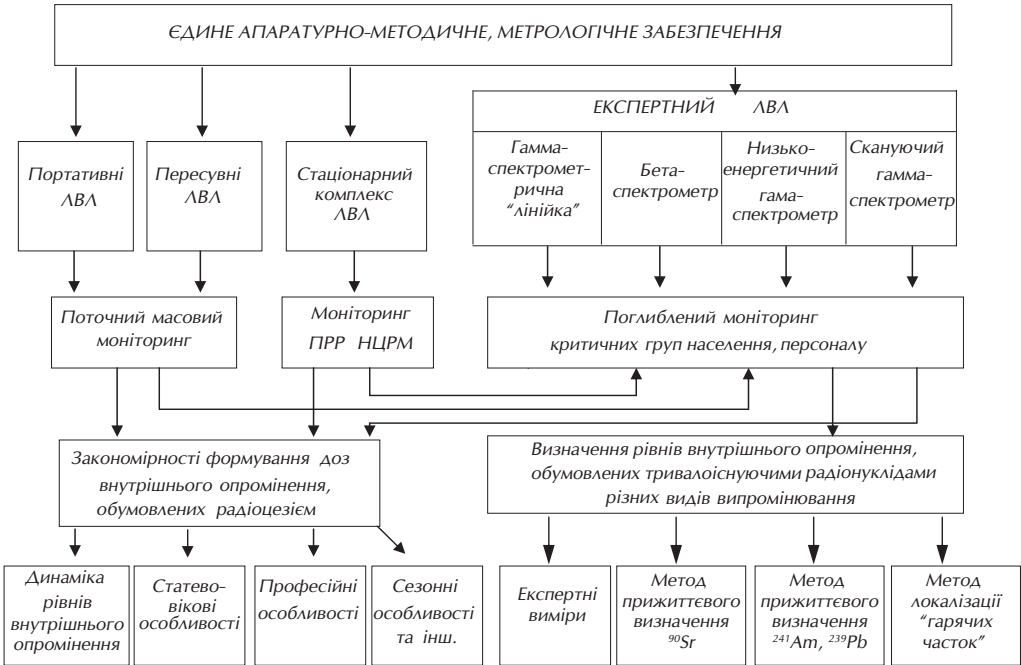 ЄДИНЕ АПАРАТУРНО-МЕТОДИЧНЕ, МЕТРОЛОГІЧНЕ ЗАБЕЗПЕЧЕННЯ
ЕКСПЕРТНИЙ ЛВЛ
Портативні
ЛВЛ
Пересувні
ЛВЛ
Стаціонарний
комплекс
ЛВЛ
Гамма-
спектромет-
рична
“лінійка”
Бета-
спектрометр
Низько-
енергетичний
гама-
спектрометр
Скануючий
гамма-
спектрометр
Поточний масовий
моніторинг
Моніторинг
ПРР НЦРМ
Поглиблений моніторинг
критичних груп населення, персоналу
Закономірності формування доз
внутрішнього опромінення,
обумовлених радіоцезієм
Визначення рівнів внутрішнього опромінення,
обумовлених тривалоіснуючими радіонуклідами
різних видів випромінювання
Динаміка
рівнів
внутрішнього
опромінення
Статево-
вікові
особливості
Професійні
особливості
Сезонні
особливості
та інш.
Експертні
виміри
Метод
прижиттєвого
визначення
⁹⁰Sr
Метод
прижиттєвого
визначення
²⁴¹Am, ²³⁹Pb
Метод
локалізації
“гарячих
часток”